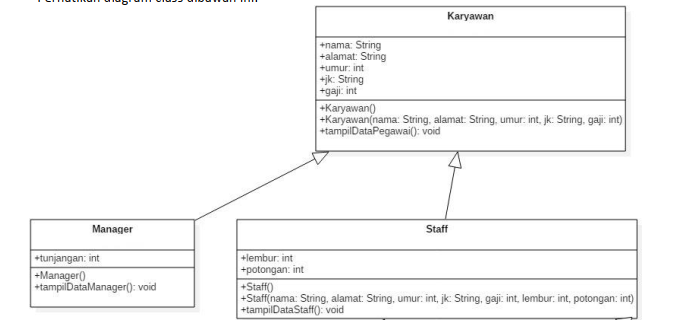 Perhatikan diagram class dibawah ini!
Karyawan
+nama: String
+alamat: String
+umur: int
+jk: String
+gaji: int
+Karyawan()
+Karyawan(nama: String, alamat: String, umur: int, jk: String, gaji: int)
+tampilDataPegawai(): void
Manager
+tunjangan: int
+Manager()
+tampilDataManager(): void
Staff
+lembur: int
+potongan: int
+Staff()
+Staff(nama: String, alamat: String, umur: int, jk: String, gaji: int, lembur: int, potongan: int)
+tampilDataStaff(): void